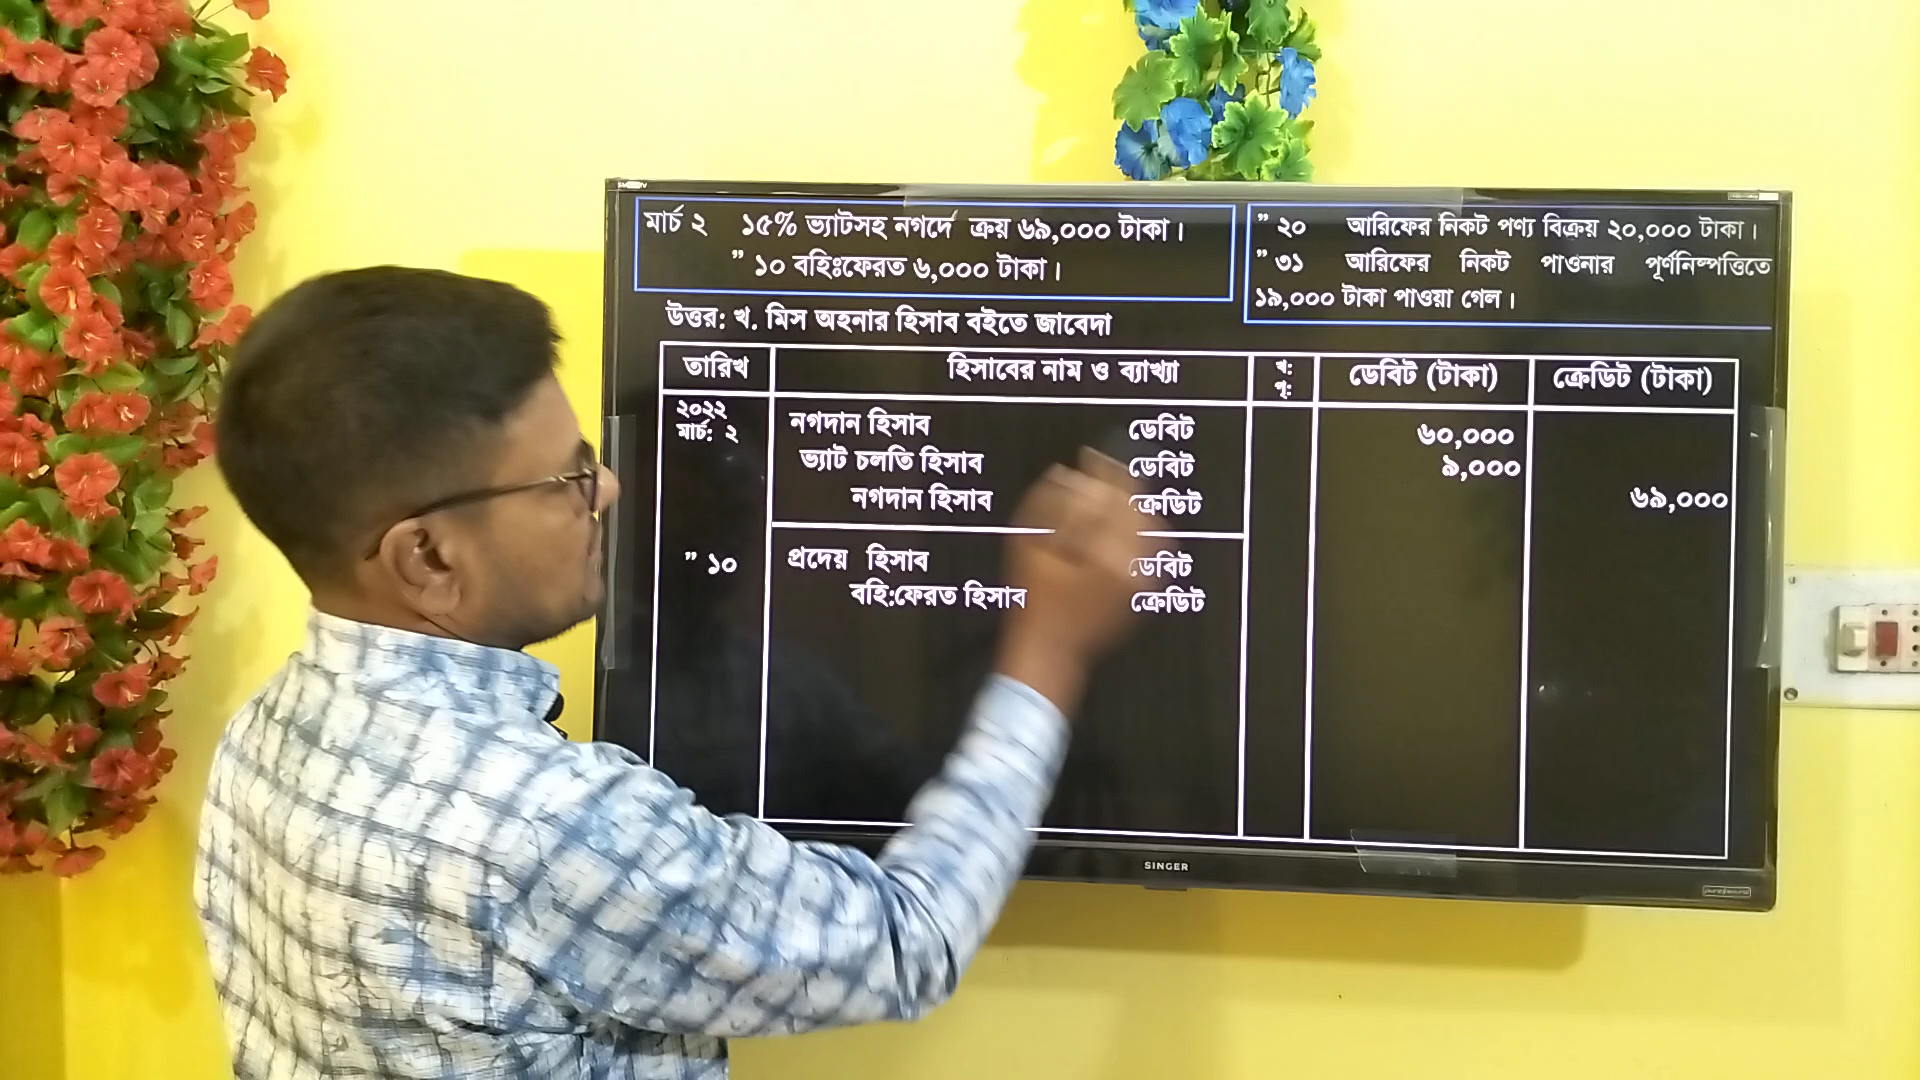 মার্চ ২ ১৫% ভ্যাটসহ নগদে ক্রয় ৬৯,০০০ টাকা।
” ১০ বহিঃফেরত ৬,০০০ টাকা।
” ২০ আরিফের নিকট পণ্য বিক্রয় ২০,০০০ টাকা।
” ৩১ আরিফের নিকট পাওনার পূর্ণনিষ্পত্তিতে
১৯,০০০ টাকা পাওয়া গেল।
উত্তর: খ. মিস অহনার হিসাব বইতে জাবেদা
তারিখ হিসাবের নাম ও ব্যাখ্যা খ: পৃ: ডেবিট (টাকা) ক্রেডিট (টাকা)
২০২২
মার্চ: ২ নগদান হিসাব ডেবিট ৬০,০০০
ভ্যাট চলতি হিসাব ডেবিট ৯,০০০
নগদান হিসাব ক্রেডিট ৬৯,০০০
” ১০ প্রদেয় হিসাব ডেবিট
বহি:ফেরত হিসাব ক্রেডিট
SINGER